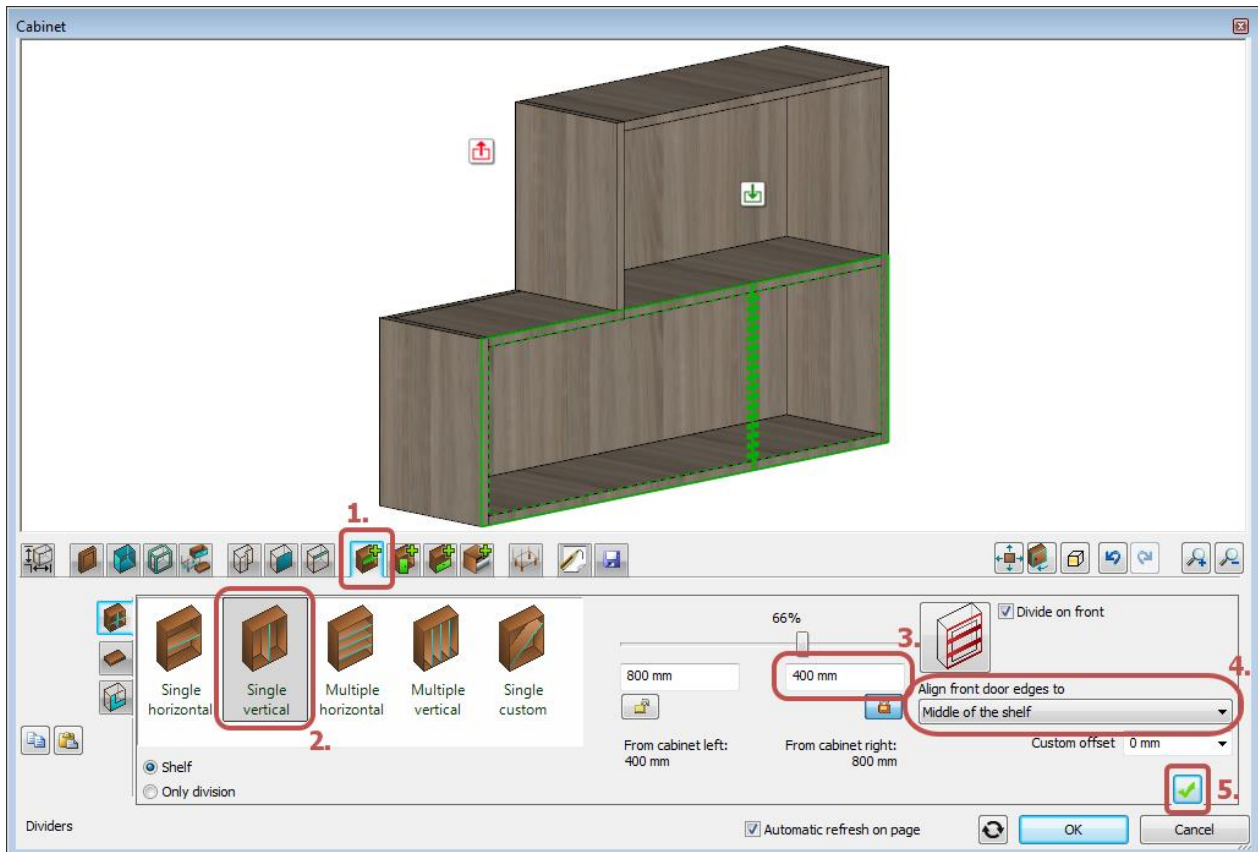 Cabinet
1.
66%
Divide on front
3.
4.
800 mm
400 mm
Align front door edges to
Single
horizontal
Single
vertical
Multiple
horizontal
Multiple
vertical
Single
custom
Middle of the shelf
2.
From cabinet left:
400 mm
From cabinet right:
800 mm
Custom offset 0 mm
Shelf
Only division
5.
Dividers
Automatic refresh on page
OK
Cancel